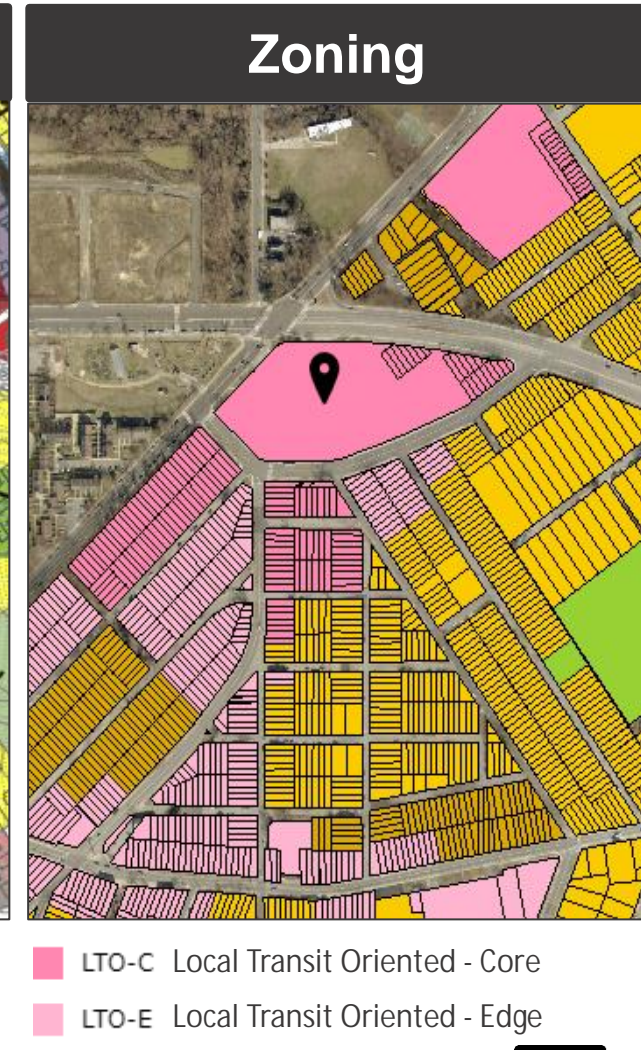 Zoning
LTO-C Local Transit Oriented - Core
LTO-E Local Transit Oriented - Edge